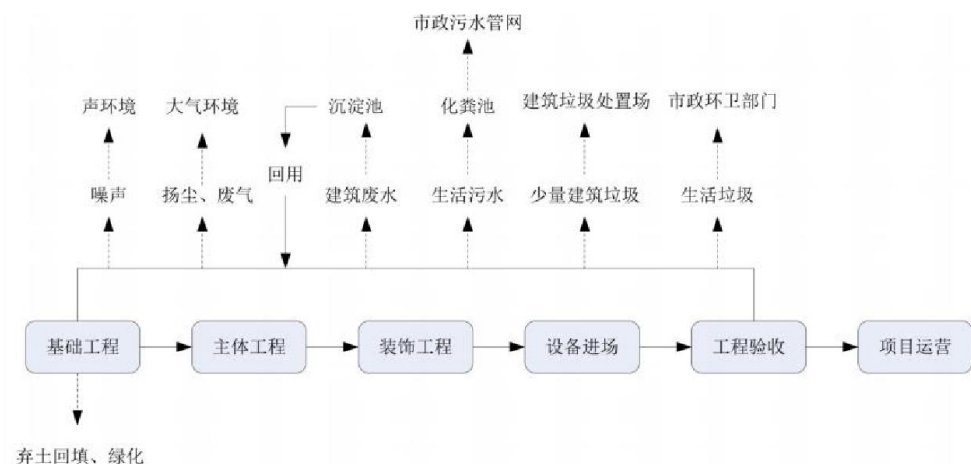 市政污水管网
声环境
大气环境
沉淀池
化粪池
建筑垃圾处置场
市政环卫部门
回用
噪声
扬尘、废气
建筑废水
生活污水
少量建筑垃圾
生活垃圾
基础工程
主体工程
装饰工程
设备进场
工程验收
项目运营
弃土回填、绿化